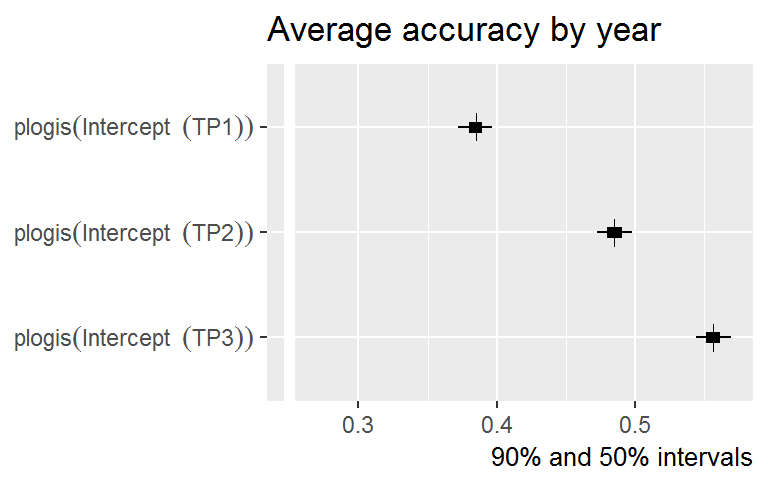 Average accuracy by year
plogis(Intercept (TP1))
plogis(Intercept (TP2))
plogis(Intercept (TP3))
0.3 0.4 0.5
90% and 50% intervals